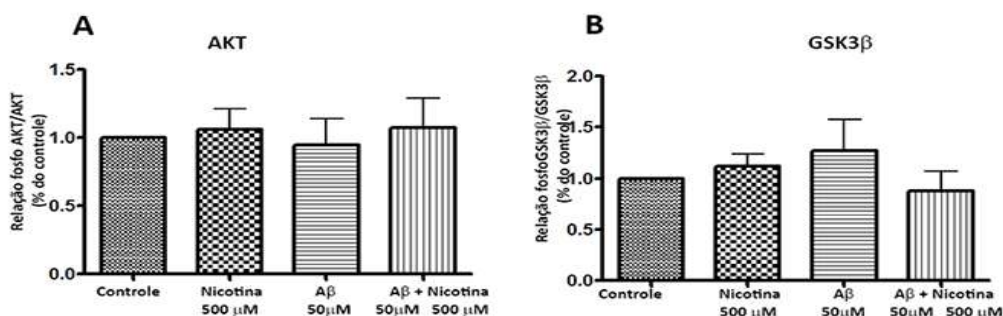 A
AKT
Relação fosfo AKT/AKT
(% do controle)
1.5
1.0
0.5
0.0
Controle
Nicotina
500 µM
Aβ
50µM
Aβ + Nicotina
50µM 500 µM
B
GSK3β
Relação fosfoGSK3β/GSK3β
(% do controle)
2.0
1.5
1.0
0.5
0.0
Controle
Nicotina
500 µM
Aβ
50µM
Aβ + Nicotina
50µM 500 µM